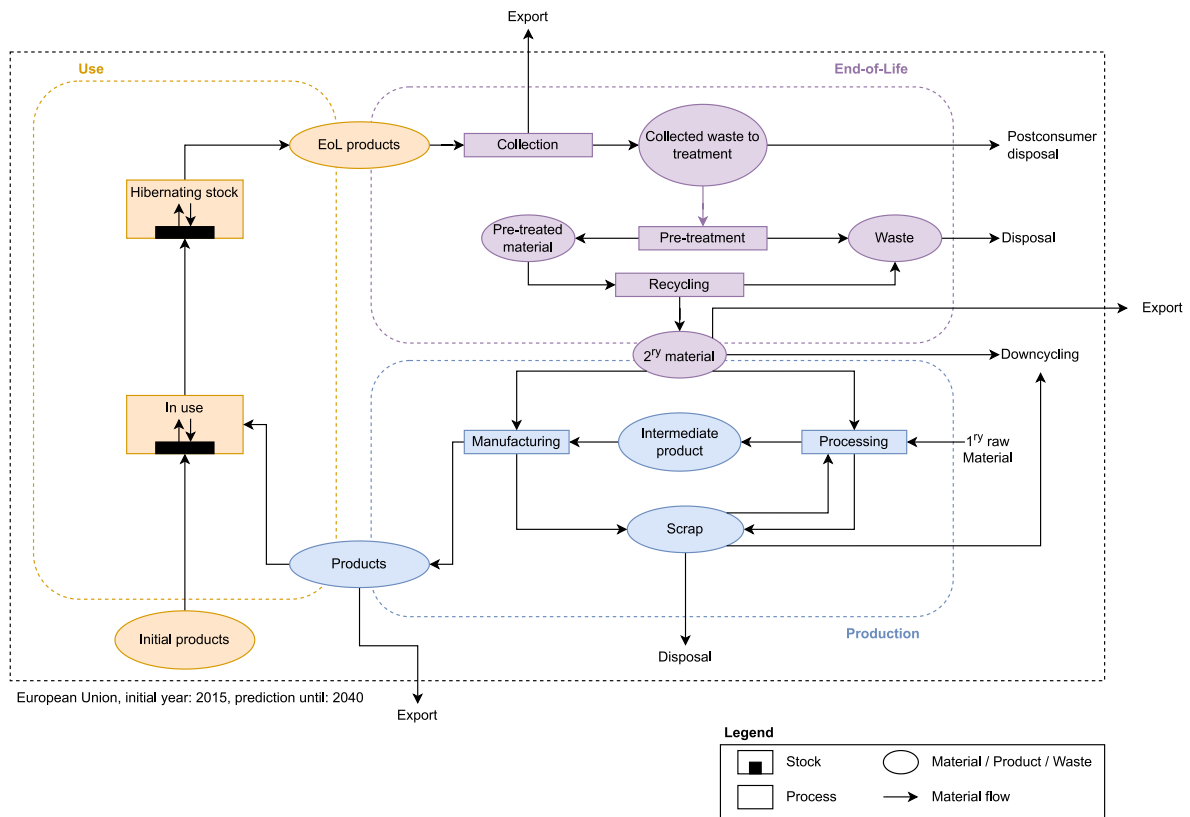 Export
Use
End-of-Life
EoL products
Collection
Collected waste to
treatment
Postconsumer
disposal
Hibernating stock
Pre-treated
material
Pre-treatment
Waste
Disposal
Recycling
Export
2ry material
Downcycling
In use
Manufacturing
Intermediate
product
Processing
1ry raw
Material
Scrap
Products
Initial products
Production
Disposal
European Union, initial year: 2015, prediction until: 2040
Export
Legend
Stock
Material / Product / Waste
Process
Material flow